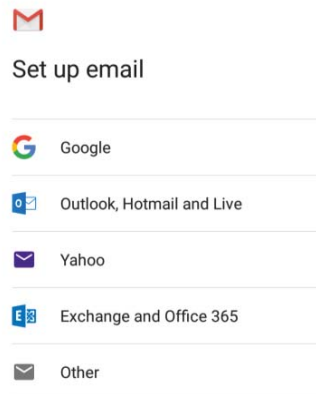 Set up email
Google
Outlook, Hotmail and Live
Yahoo
Exchange and Office 365
Other